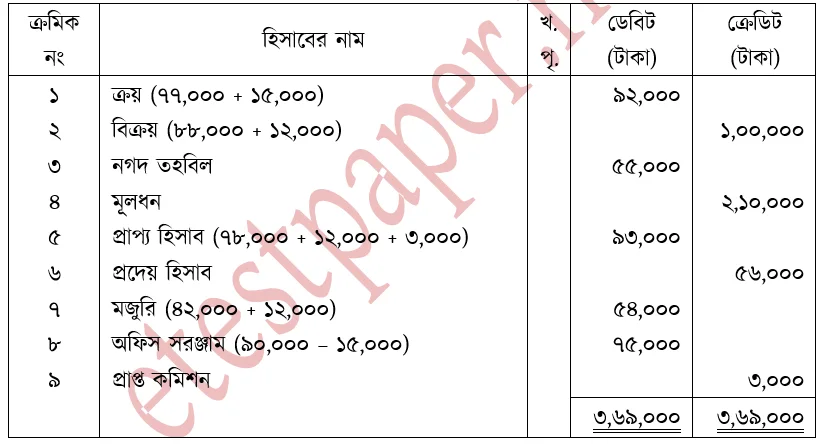 ক্রমিক নং হিসাবের নাম খ. পৃ. ডেবিট (টাকা) ক্রেডিট (টাকা)
১ ক্রয় (৭৭,০০০ + ১৫,০০০) ৯২,০০০
২ বিক্রয় (৮৮,০০০ + ১২,০০০) ১,০০,০০০
৩ নগদ তহবিল ৫৫,০০০
৪ মূলধন ২,১০,০০০
৫ প্রাপ্য হিসাব (৭৮,০০০ + ১২,০০০ + ৩,০০০) ৯৩,০০০
৬ প্রদেয় হিসাব ৫৬,০০০
৭ মজুরি (৪২,০০০ + ১২,০০০) ৫৪,০০০
৮ অফিস সরঞ্জাম (৯০,০০০ – ১৫,০০০) ৭৫,০০০
৯ প্রাপ্ত কমিশন ৩,০০০
৩,৬৯,০০০ ৩,৬৯,০০০